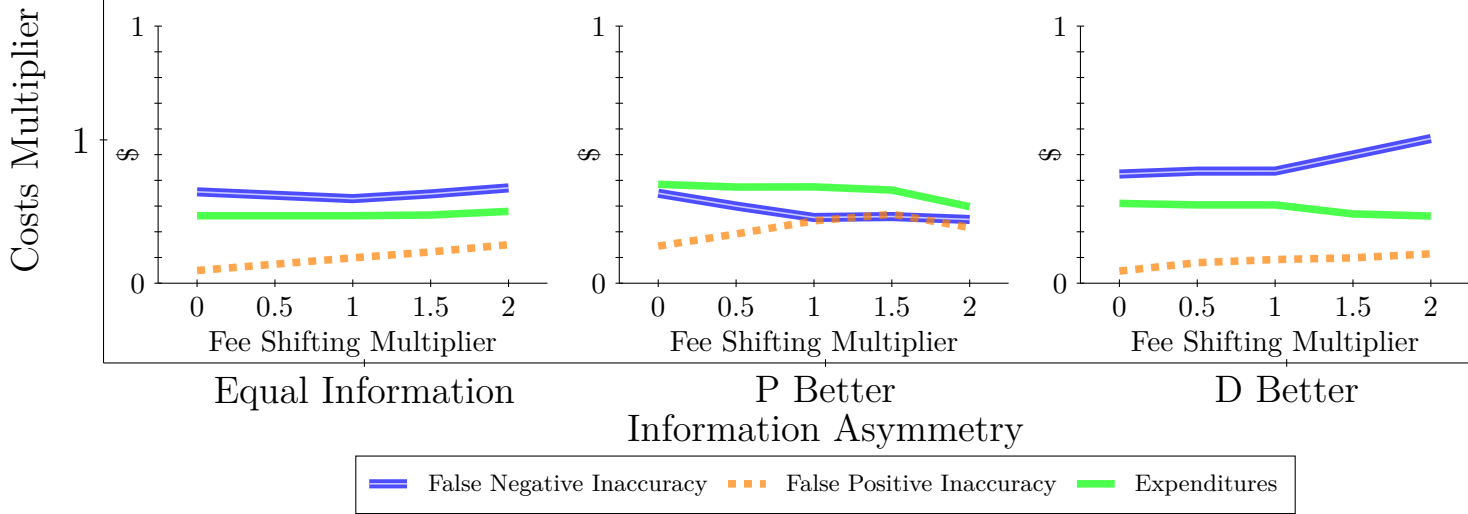 Costs Multiplier
1
1
$
0
0 0.5 1 1.5 2
Fee Shifting Multiplier
1
$
0
0 0.5 1 1.5 2
Fee Shifting Multiplier
1
$
0
0 0.5 1 1.5 2
Fee Shifting Multiplier
Equal Information
P Better
D Better
Information Asymmetry
False Negative Inaccuracy
False Positive Inaccuracy
Expenditures